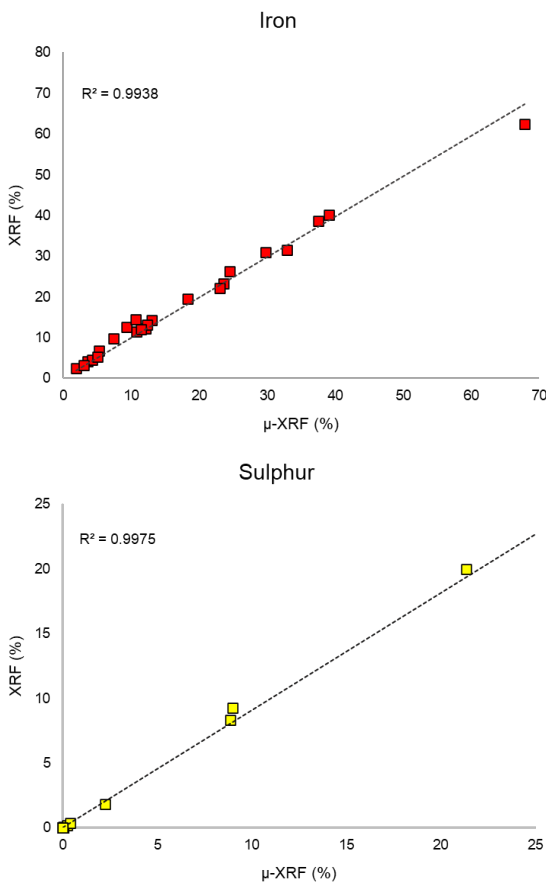 Iron
80
R² = 0.9938
70
60
50
XRF (%)
40
30
20
10
0
0 10 20 30 40 50 60 70
μ-XRF (%)
Sulphur
25
R² = 0.9975
20
15
XRF (%)
10
5
0
0 5 10 15 20 25
μ-XRF (%)